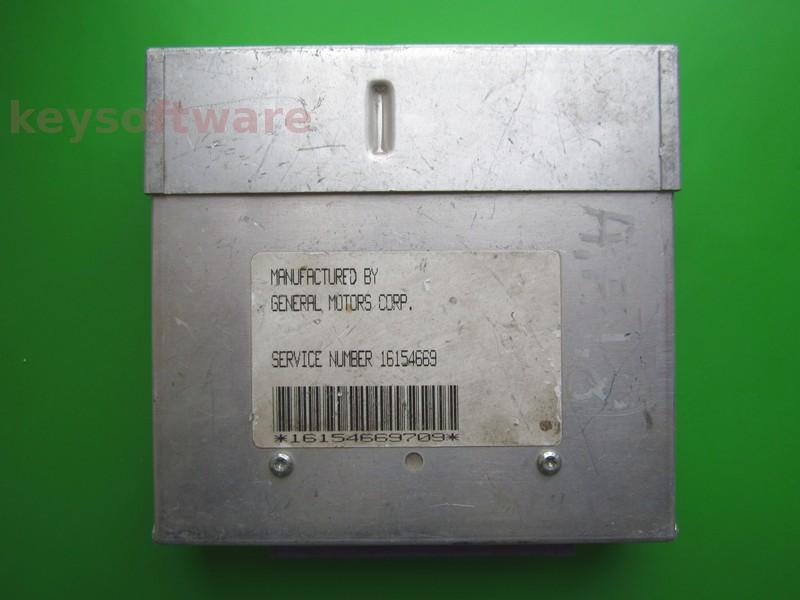 keysoftware
MANUFACTURED BY
GENERAL MOTORS CORP.
SERVICE NUMBER 16154669
*16154669709*